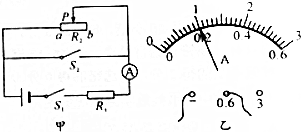 P
a R₂ b
S₂
A
S₁ R₁
甲
0 1 2 3
0 0.2 0.4 0.6
A
− 0.6 3
乙